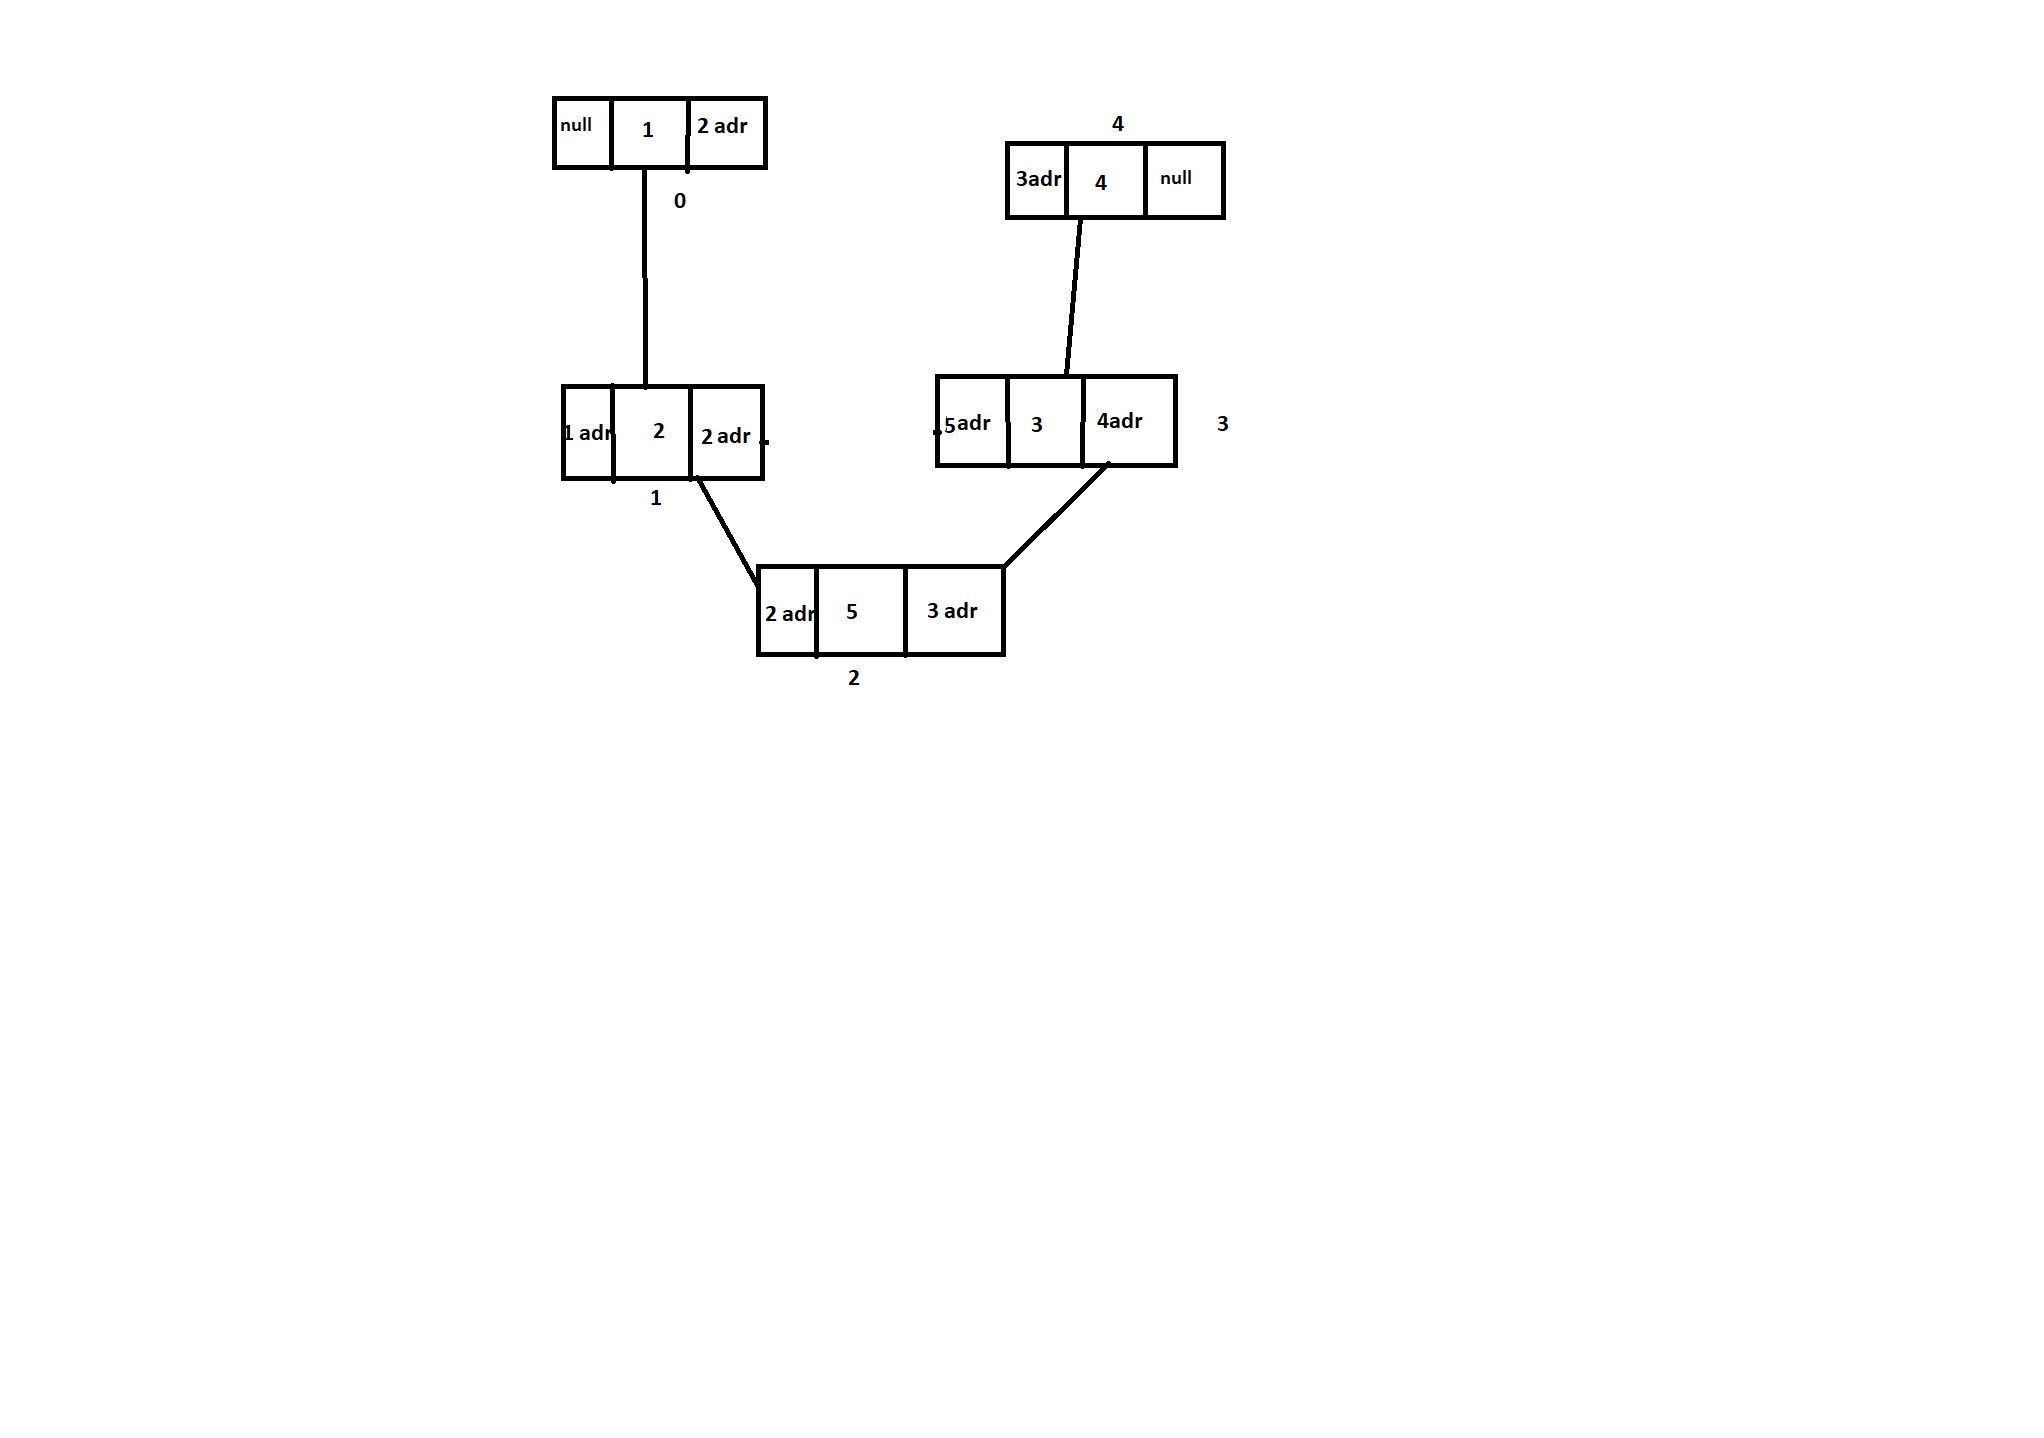 null 1 2 adr
0
4
3adr 4 null
1 adr 2 2 adr
1
5adr 3 4adr
3
2 adr 5 3 adr
2